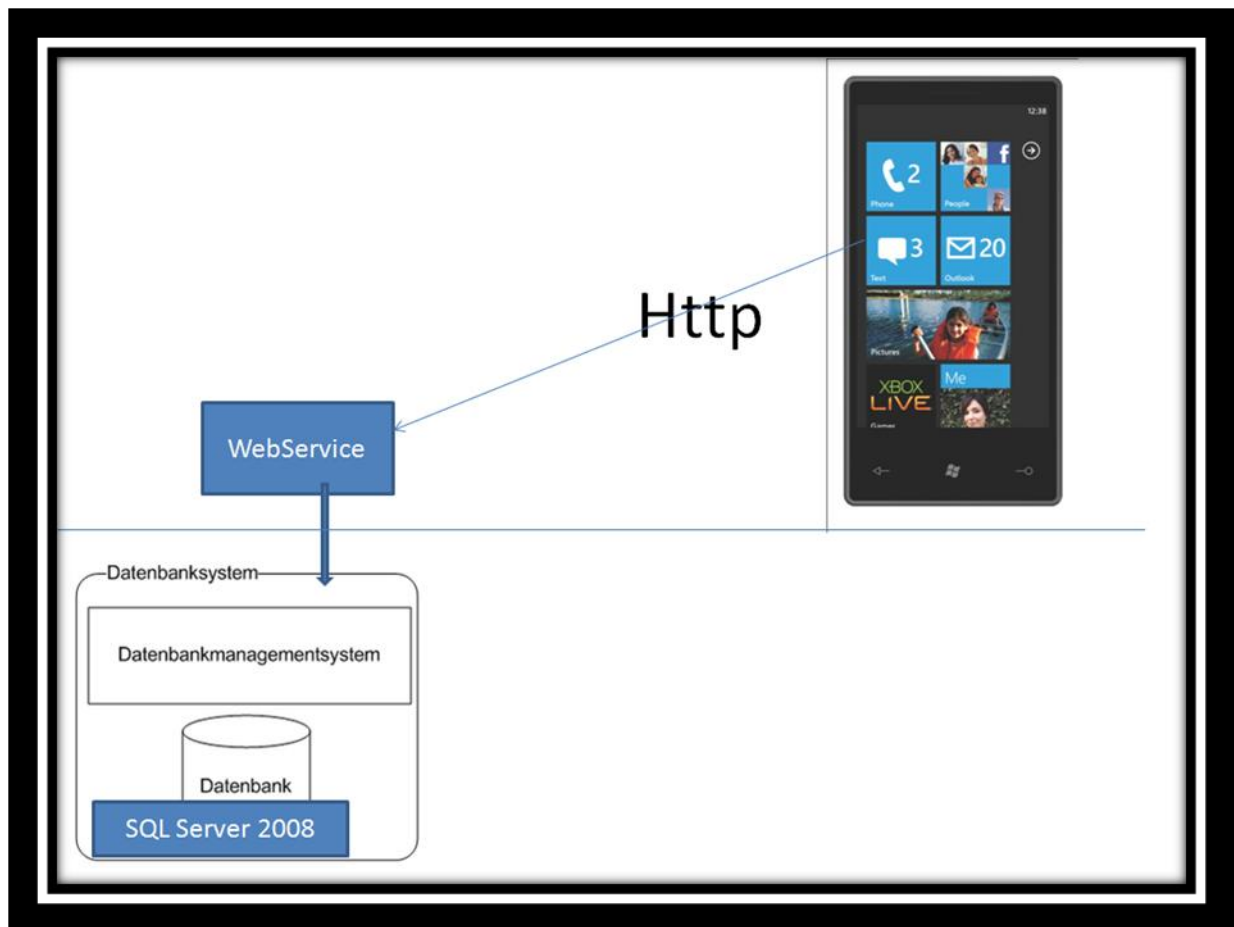 12:38
2
Phone
f
People
3
Text
20
Outlook
Http
Pictures
XBOX
LIVE
Games
Me
WebService
Datenbanksystem
Datenbankmanagementsystem
Datenbank
SQL Server 2008